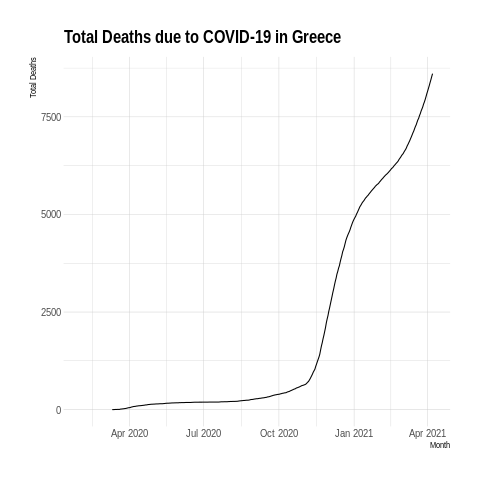 Total Deaths due to COVID-19 in Greece
Total Deaths
7500
5000
2500
0
Apr 2020 Jul 2020 Oct 2020 Jan 2021 Apr 2021
Month